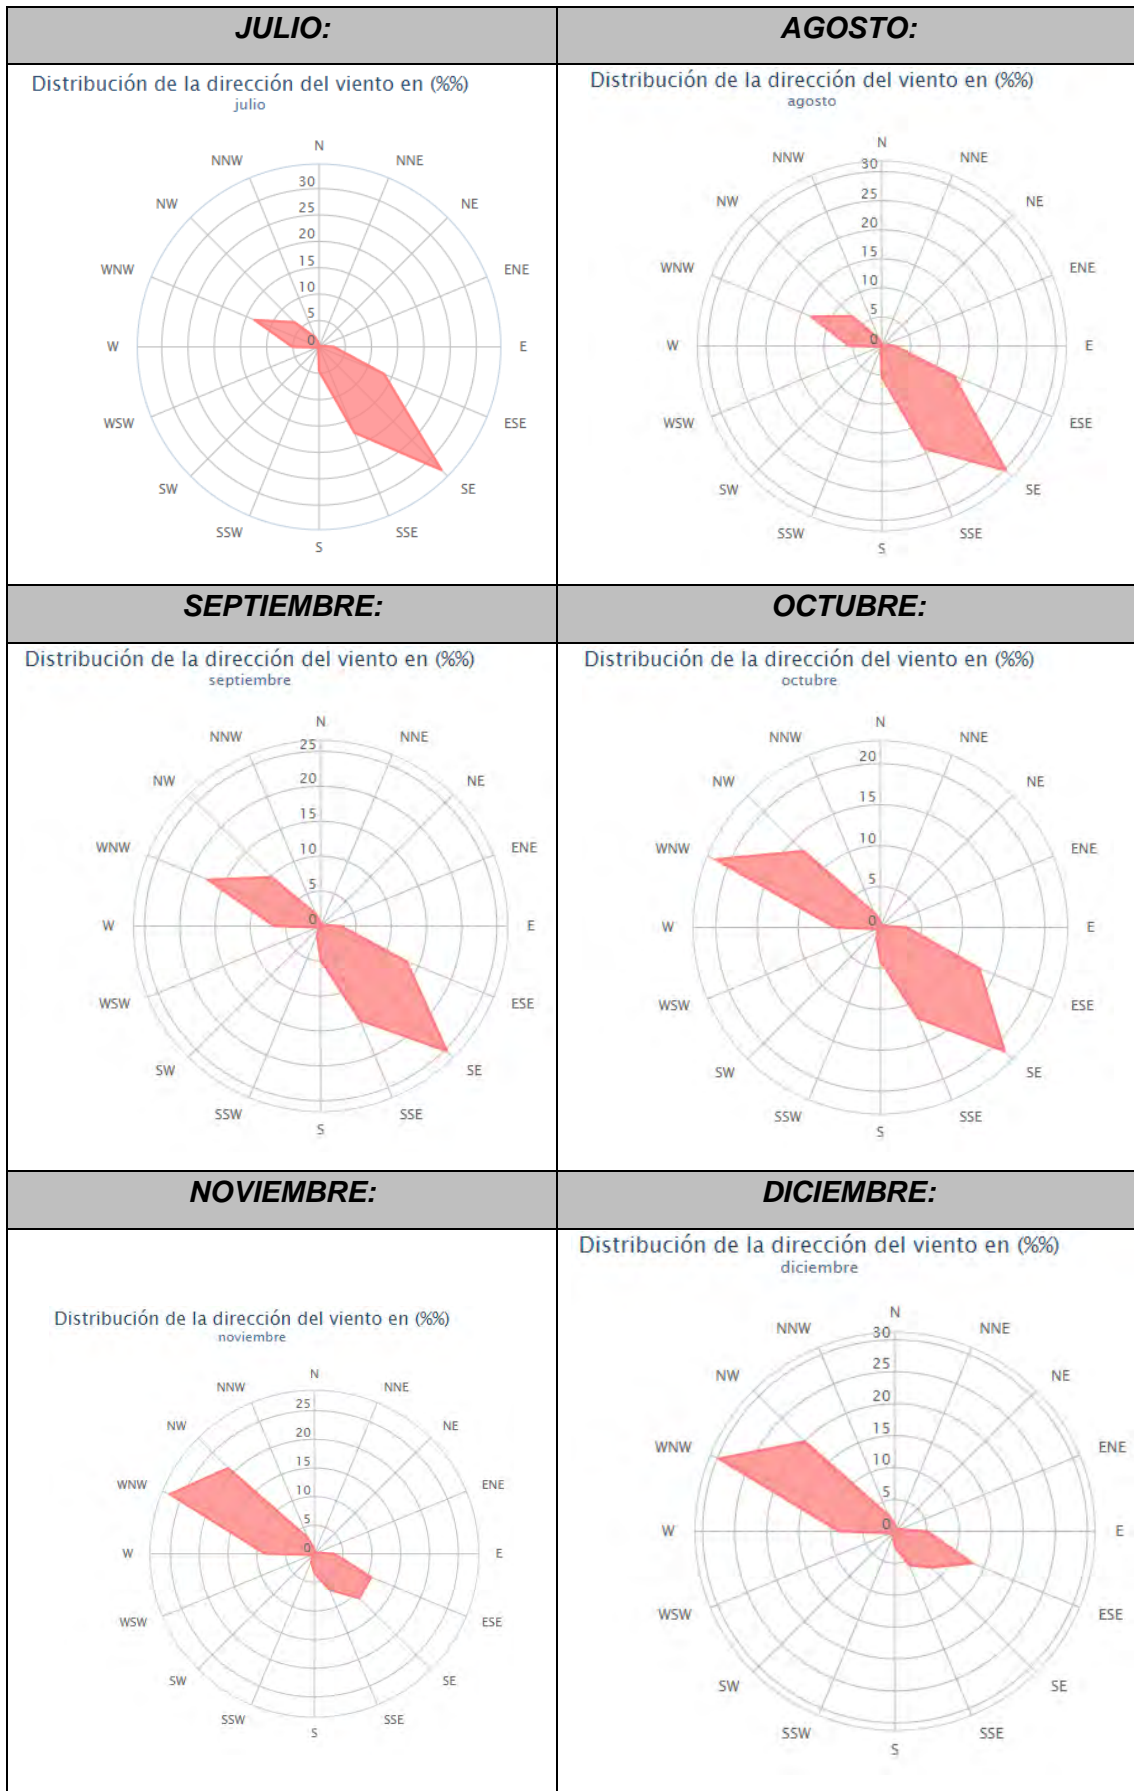 JULIO:
AGOSTO:
Distribución de la dirección del viento en (%%)
julio
N
NNW
NNE
NW
NE
WNW
ENE
W
E
WSW
ESE
SW
SE
SSW
SSE
S
30
25
20
15
10
5
0
Distribución de la dirección del viento en (%%)
agosto
N
NNW
NNE
NW
NE
WNW
ENE
W
E
WSW
ESE
SW
SE
SSW
SSE
S
30
25
20
15
10
5
0
SEPTIEMBRE:
OCTUBRE:
Distribución de la dirección del viento en (%%)
septiembre
N
NNW
NNE
NW
NE
WNW
ENE
W
E
WSW
ESE
SW
SE
SSW
SSE
S
25
20
15
10
5
0
Distribución de la dirección del viento en (%%)
octubre
N
NNW
NNE
NW
NE
WNW
ENE
W
E
WSW
ESE
SW
SE
SSW
SSE
S
20
15
10
5
0
NOVIEMBRE:
DICIEMBRE:
Distribución de la dirección del viento en (%%)
noviembre
N
NNW
NNE
NW
NE
WNW
ENE
W
E
WSW
ESE
SW
SE
SSW
SSE
S
25
20
15
10
5
0
Distribución de la dirección del viento en (%%)
diciembre
N
NNW
NNE
NW
NE
WNW
ENE
W
E
WSW
ESE
SW
SE
SSW
SSE
S
30
25
20
15
10
5
0